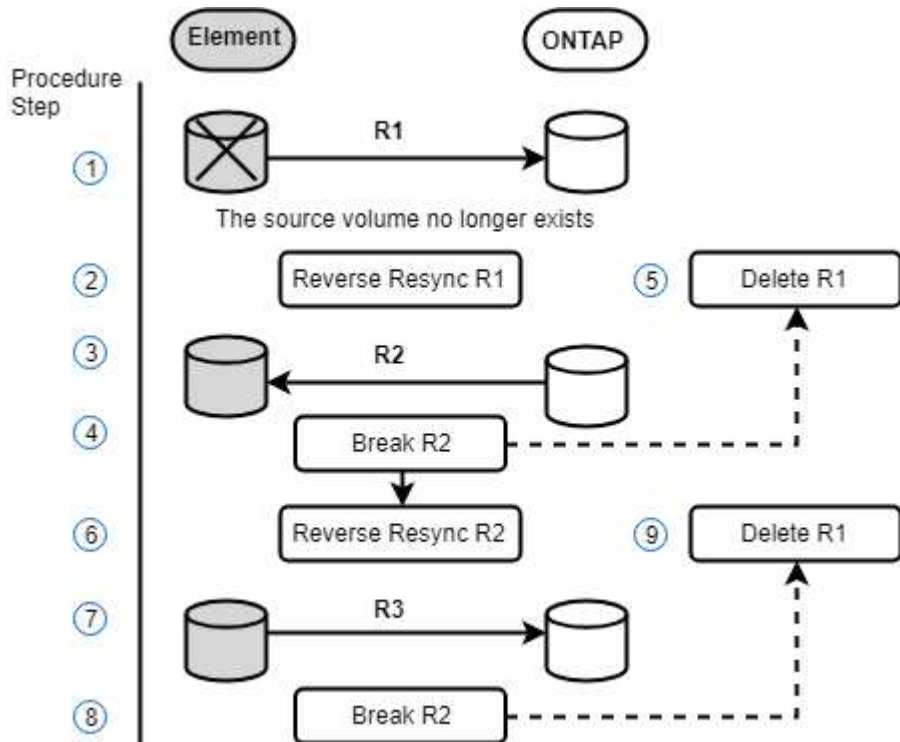 Element
ONTAP
Procedure
Step
R1
1
The source volume no longer exists
2
Reverse Resync R1
5
Delete R1
3
R2
4
Break R2
6
Reverse Resync R2
9
Delete R1
7
R3
8
Break R2